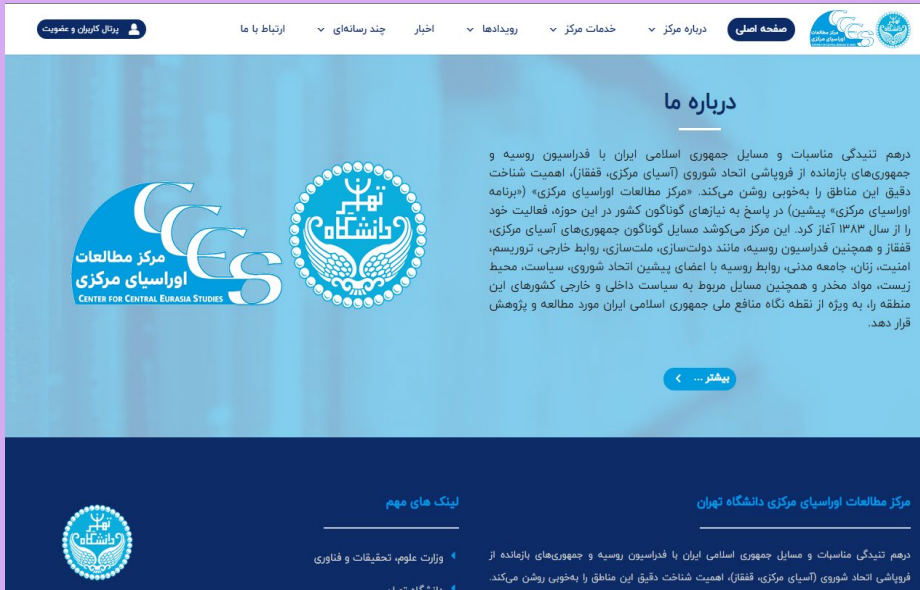 مرکز مطالعات
اوراسیای مرکزی
صفحه اصلی
درباره مرکز
خدمات مرکز
رویدادها
اخبار
چند رسانه‌ای
ارتباط با ما
پرتال کاربران و عضویت
درباره ما
درهم تنیدگی مناسبات و مسایل جمهوری اسلامی ایران با فدراسیون روسیه و
جمهوری‌های بازمانده از فروپاشی اتحاد شوروی (آسیای مرکزی، قفقاز)، اهمیت شناخت
دقیق این مناطق را به‌خوبی روشن می‌کند. «مرکز مطالعات اوراسیای مرکزی» («برنامه
اوراسیای مرکزی» پیشین) در پاسخ به نیازهای گوناگون کشور در این حوزه، فعالیت خود
را از سال ۱۳۸۳ آغاز کرد. این مرکز می‌کوشد مسایل گوناگون جمهوری‌های آسیای مرکزی،
قفقاز و همچنین فدراسیون روسیه، مانند دولت‌سازی، ملت‌سازی، روابط خارجی، تروریسم،
امنیت، زنان، جامعه مدنی، روابط روسیه با اعضای پیشین اتحاد شوروی، سیاست، محیط
زیست، مواد مخدر و همچنین مسایل مربوط به سیاست داخلی و خارجی کشورهای این
منطقه را، به ویژه از نقطه نگاه منافع ملی جمهوری اسلامی ایران مورد مطالعه و پژوهش
قرار دهد.
بیشتر ...
دانشگاه تهران
CCES
مرکز مطالعات
اوراسیای مرکزی
CENTER FOR CENTRAL EURASIA STUDIES
مرکز مطالعات اوراسیای مرکزی دانشگاه تهران
درهم تنیدگی مناسبات و مسایل جمهوری اسلامی ایران با فدراسیون روسیه و جمهوری‌های بازمانده از
فروپاشی اتحاد شوروی (آسیای مرکزی، قفقاز)، اهمیت شناخت دقیق این مناطق را به‌خوبی روشن می‌کند.
لینک های مهم
وزارت علوم، تحقیقات و فناوری
دانشگاه تهران